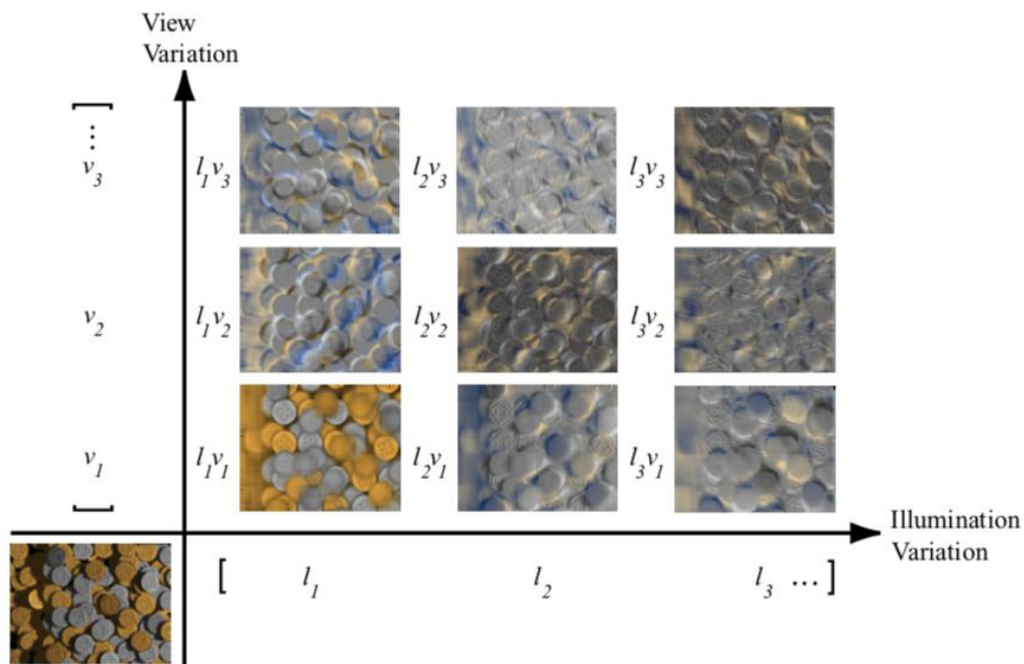 View
Variation
[
⋮
v₃
l₁v₃
l₂v₃
l₃v₃
v₂
l₁v₂
l₂v₂
l₃v₂
v₁
l₁v₁
l₂v₁
l₃v₁
]
Illumination
Variation
[ l₁ l₂ l₃ ... ]